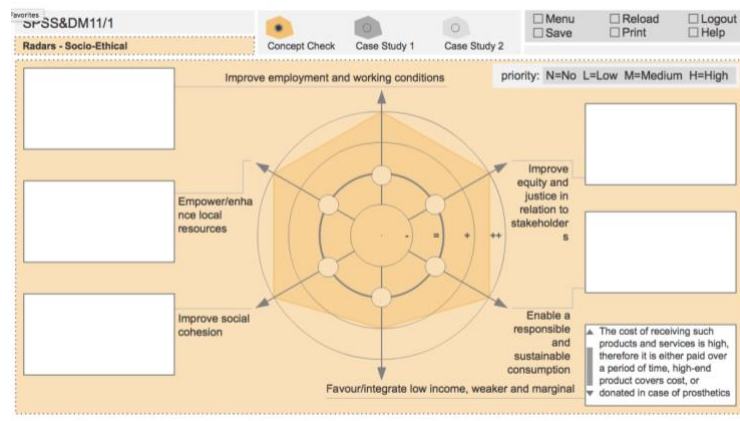 Favorites
SPSS&DM11/1
Radars - Socio-Ethical
Concept Check
Case Study 1
Case Study 2
Menu
Reload
Logout
Save
Print
Help
priority: N=No L=Low M=Medium H=High
Improve employment and working conditions
Improve
equity and
justice in
relation to
stakeholder
s
Empower/enha
nce local
resources
- = + ++
Improve social
cohesion
Enable a
responsible
and
sustainable
consumption
Favour/integrate low income, weaker and marginal
The cost of receiving such
products and services is high,
therefore it is either paid over
a period of time, high-end
product covers cost, or
donated in case of prosthetics